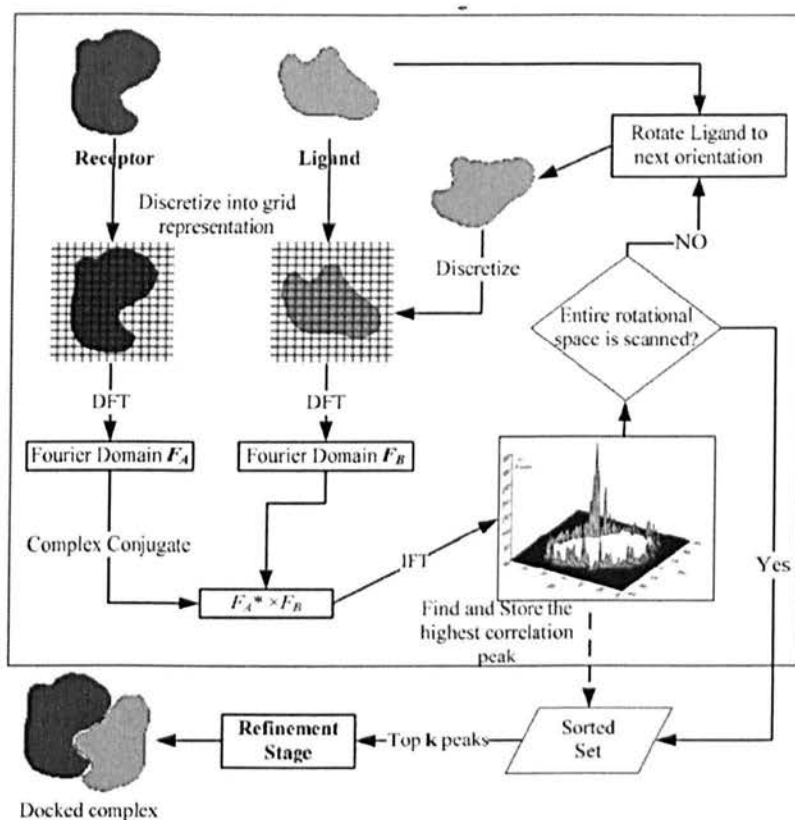 Receptor
Ligand
Rotate Ligand to
next orientation
Discretize into grid
representation
Discretize
NO
Entire rotational
space is scanned?
DFT
DFT
Fourier Domain F_A
Fourier Domain F_B
Complex Conjugate
IFT
Yes
F_A* × F_B
Find and Store the
highest correlation
peak
Refinement
Stage
Top k peaks
Sorted
Set
Docked complex